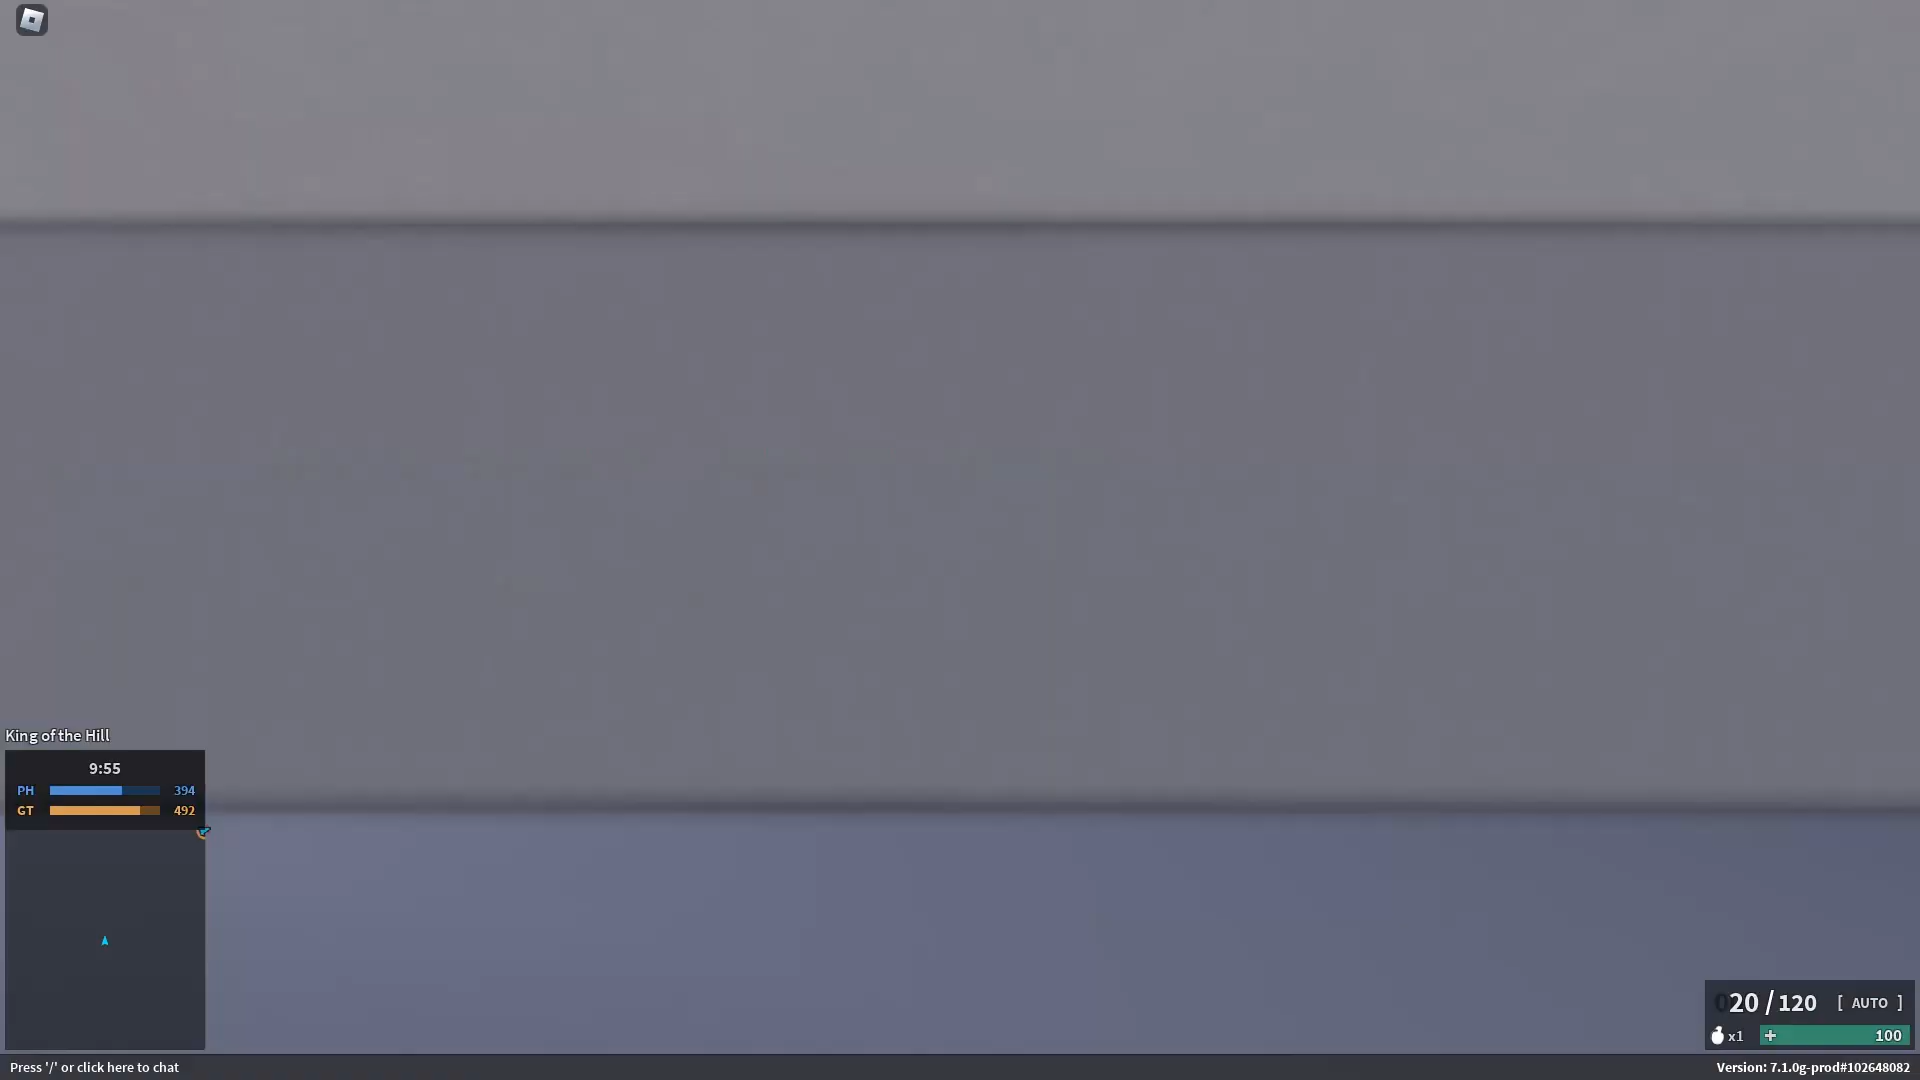 King of the Hill
9:55
PH 394
GT 492
020 / 120 [ AUTO ]
x1 + 100
Press '/' or click here to chat
Version: 7.1.0g-prod#102648082